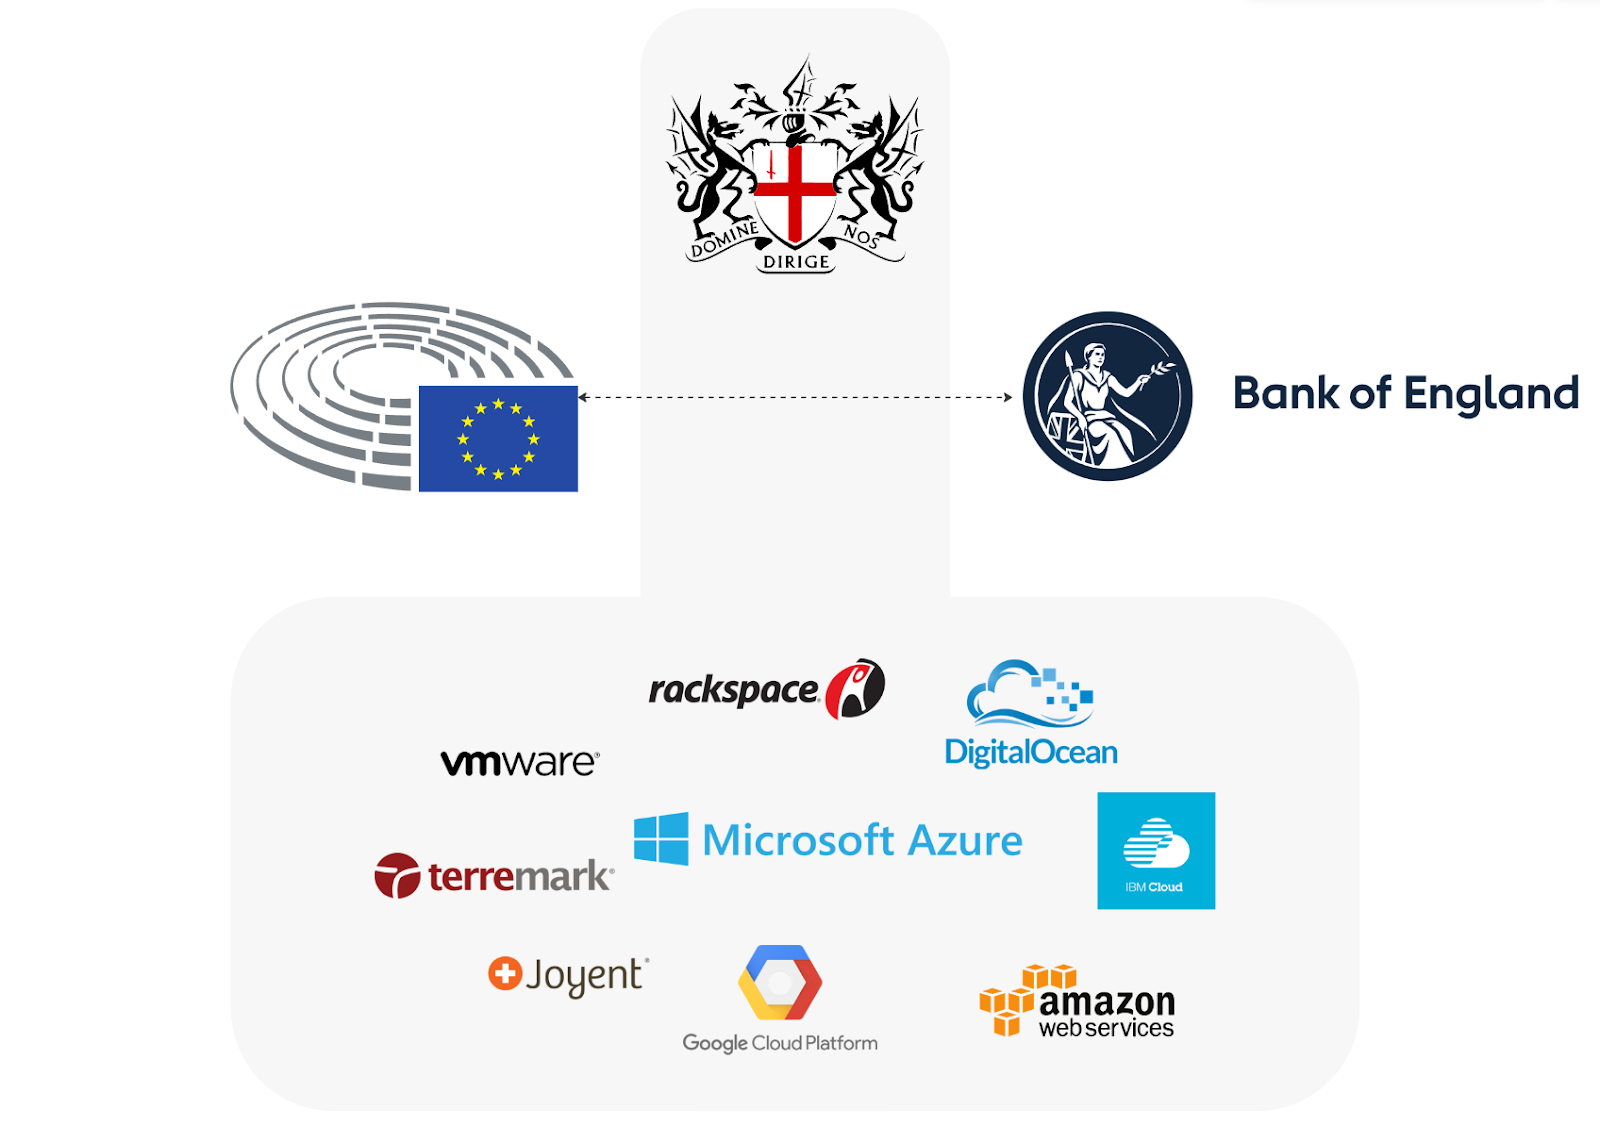 DOMINE
DIRIGE
NOS
Bank of England
rackspace®
DigitalOcean
vmware®
Microsoft Azure
terremark®
IBM Cloud
Joyent®
Google Cloud Platform
amazon
web services